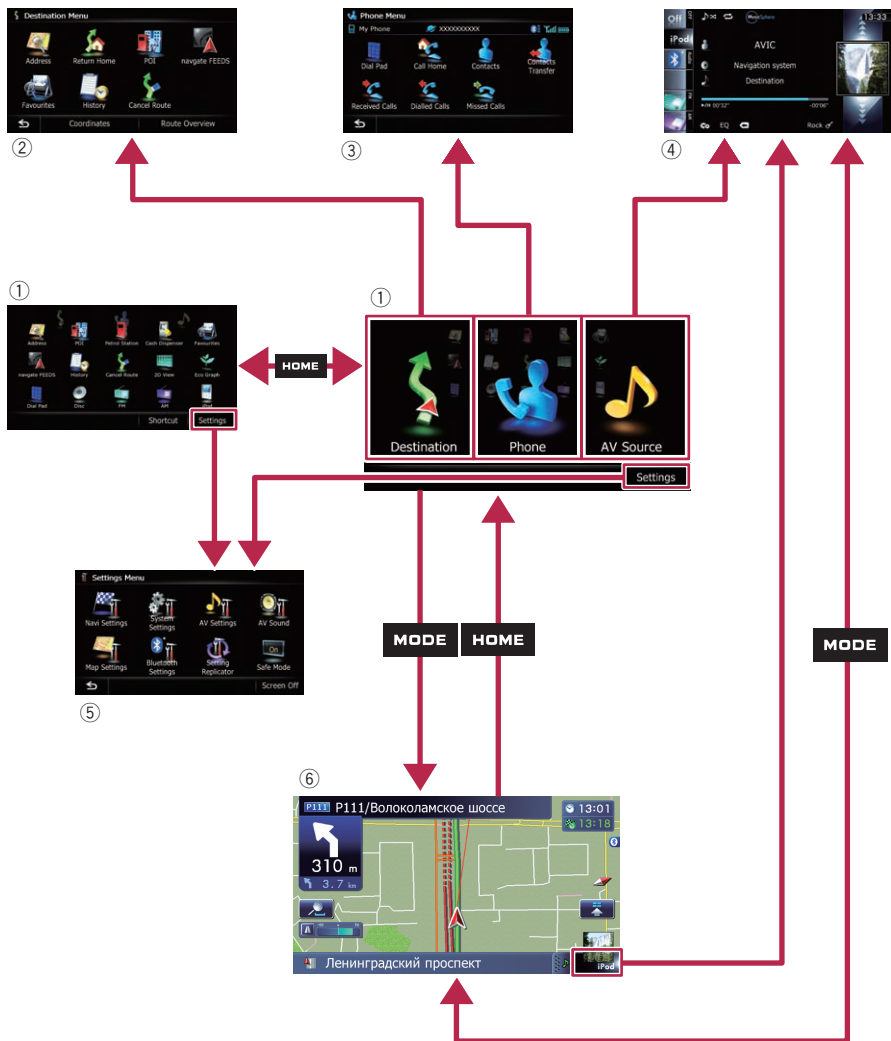 Destination Menu
Address
Return Home
POI
navgate FEEDS
Favourites
History
Cancel Route
Coordinates
Route Overview
②
Phone Menu
My Phone
XXXXXXXXXX
Dial Pad
Call Home
Contacts
Contacts Transfer
Received Calls
Dialled Calls
Missed Calls
③
Off
iPod
MusicSphere
13:33
AVIC
Navigation system
Destination
00'32"
-00'06"
EQ
Rock
④
①
Address
POI
Petrol Station
Cash Dispenser
Favourites
navgate FEEDS
History
Cancel Route
2D View
Eco Graph
Dial Pad
Disc
FM
AM
iPod
Shortcut
Settings
HOME
①
Destination
Phone
AV Source
Settings
Settings Menu
Navi Settings
System Settings
AV Settings
AV Sound
Map Settings
Bluetooth Settings
Setting Replicator
On
Safe Mode
Screen Off
⑤
MODE
HOME
MODE
⑥
P111
P111/Волоколамское шоссе
13:01
13:18
310 m
3.7 km
Ленинградский проспект
iPod